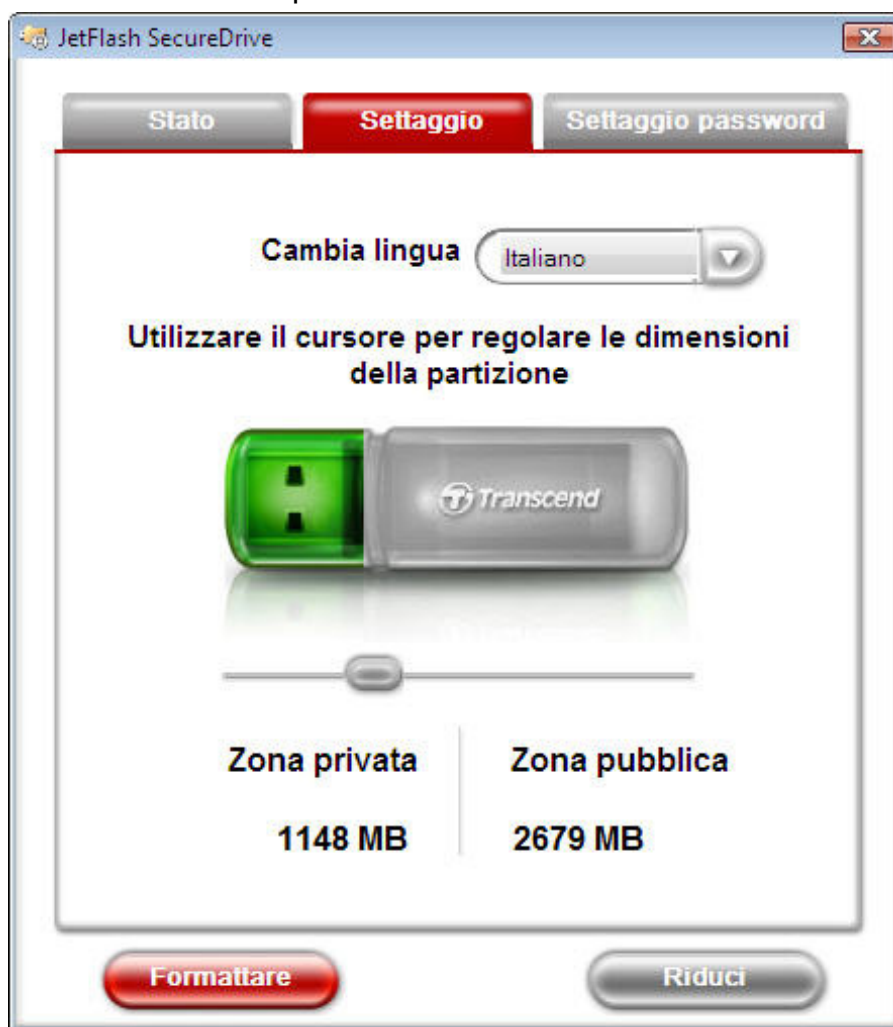 JetFlash SecureDrive
Stato
Settaggio
Settaggio password
Cambia lingua
Italiano
Utilizzare il cursore per regolare le dimensioni
della partizione
Transcend
Zona privata
Zona pubblica
1148 MB
2679 MB
Formattare
Riduci